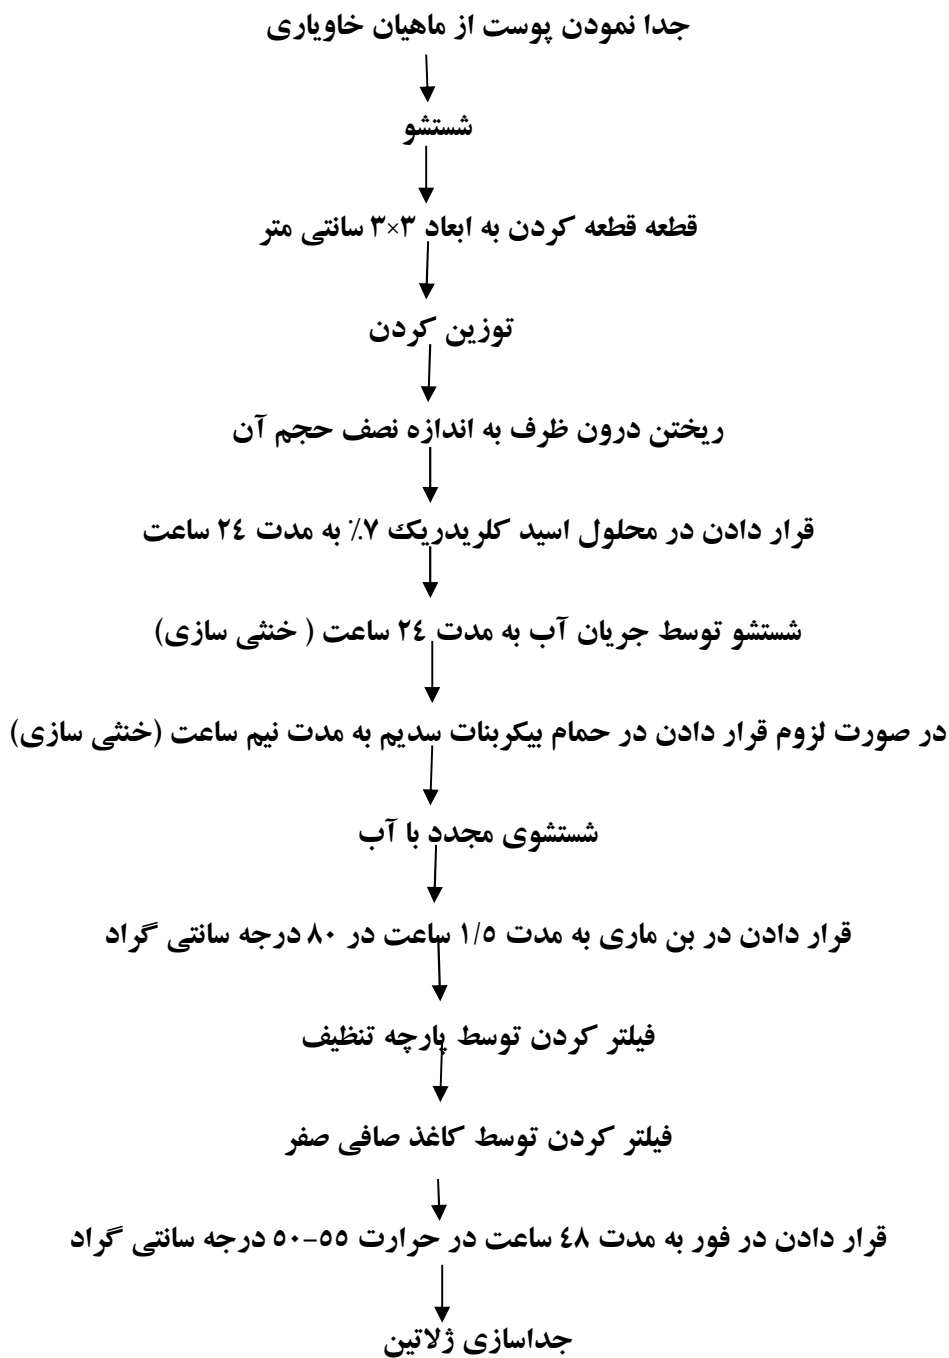 جدا نمودن پوست از ماهیان خاویاری
شستشو
قطعه قطعه کردن به ابعاد ۳×۳ سانتی متر
توزین کردن
ریختن درون ظرف به اندازه نصف حجم آن
قرار دادن در محلول اسید کلریدریک ۷٪ به مدت ۲٤ ساعت
شستشو توسط جریان آب به مدت ۲٤ ساعت ( خنثی سازی)
در صورت لزوم قرار دادن در حمام بیکربنات سدیم به مدت نیم ساعت (خنثی سازی)
شستشوی مجدد با آب
قرار دادن در بن ماری به مدت ۱/۵ ساعت در ۸۰ درجه سانتی گراد
فیلتر کردن توسط پارچه تنظیف
فیلتر کردن توسط کاغذ صافی صفر
قرار دادن در فور به مدت ٤۸ ساعت در حرارت ۵۵-۵۰ درجه سانتی گراد
جداسازی ژلاتین